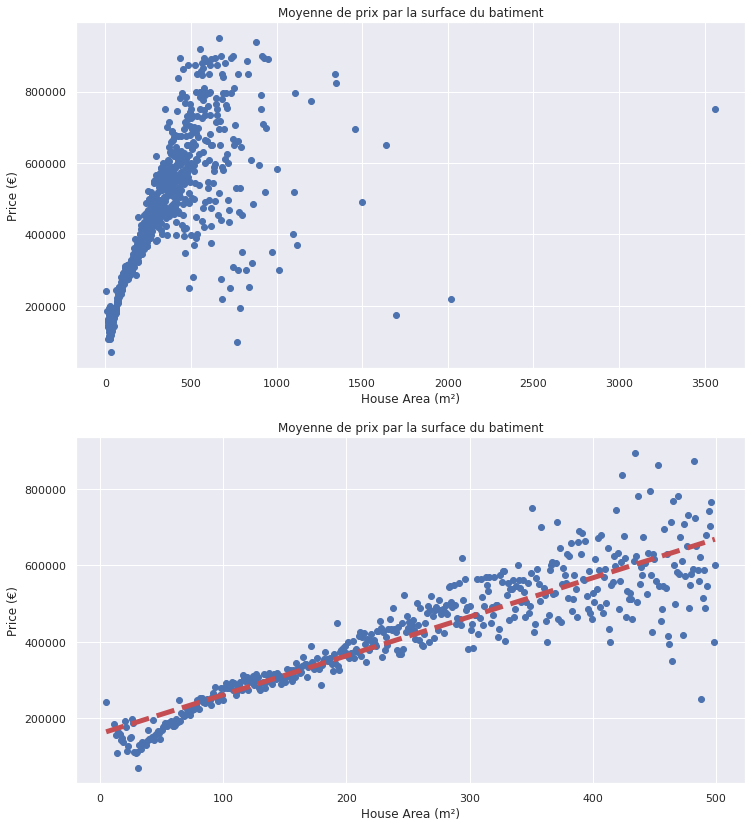 Moyenne de prix par la surface du batiment
800000
600000
400000
200000
Price (€)
0 500 1000 1500 2000 2500 3000 3500
House Area (m²)
Moyenne de prix par la surface du batiment
800000
600000
400000
200000
Price (€)
0 100 200 300 400 500
House Area (m²)